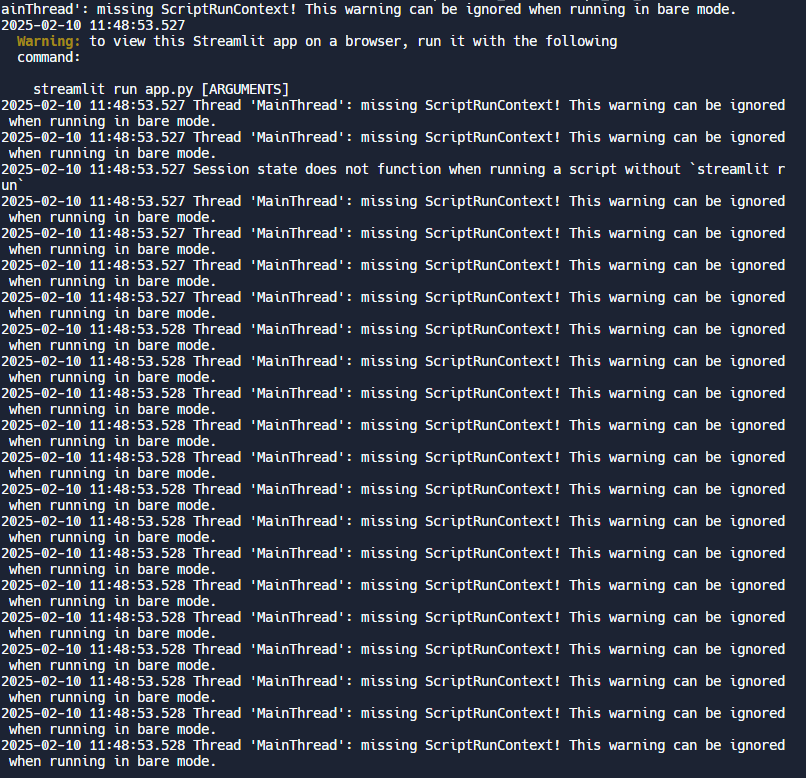 ainThread': missing ScriptRunContext! This warning can be ignored when running in bare mode.
2025-02-10 11:48:53.527
  Warning: to view this Streamlit app on a browser, run it with the following
  command:

    streamlit run app.py [ARGUMENTS]
2025-02-10 11:48:53.527 Thread 'MainThread': missing ScriptRunContext! This warning can be ignored
 when running in bare mode.
2025-02-10 11:48:53.527 Thread 'MainThread': missing ScriptRunContext! This warning can be ignored
 when running in bare mode.
2025-02-10 11:48:53.527 Session state does not function when running a script without `streamlit r
un`
2025-02-10 11:48:53.527 Thread 'MainThread': missing ScriptRunContext! This warning can be ignored
 when running in bare mode.
2025-02-10 11:48:53.527 Thread 'MainThread': missing ScriptRunContext! This warning can be ignored
 when running in bare mode.
2025-02-10 11:48:53.527 Thread 'MainThread': missing ScriptRunContext! This warning can be ignored
 when running in bare mode.
2025-02-10 11:48:53.527 Thread 'MainThread': missing ScriptRunContext! This warning can be ignored
 when running in bare mode.
2025-02-10 11:48:53.528 Thread 'MainThread': missing ScriptRunContext! This warning can be ignored
 when running in bare mode.
2025-02-10 11:48:53.528 Thread 'MainThread': missing ScriptRunContext! This warning can be ignored
 when running in bare mode.
2025-02-10 11:48:53.528 Thread 'MainThread': missing ScriptRunContext! This warning can be ignored
 when running in bare mode.
2025-02-10 11:48:53.528 Thread 'MainThread': missing ScriptRunContext! This warning can be ignored
 when running in bare mode.
2025-02-10 11:48:53.528 Thread 'MainThread': missing ScriptRunContext! This warning can be ignored
 when running in bare mode.
2025-02-10 11:48:53.528 Thread 'MainThread': missing ScriptRunContext! This warning can be ignored
 when running in bare mode.
2025-02-10 11:48:53.528 Thread 'MainThread': missing ScriptRunContext! This warning can be ignored
 when running in bare mode.
2025-02-10 11:48:53.528 Thread 'MainThread': missing ScriptRunContext! This warning can be ignored
 when running in bare mode.
2025-02-10 11:48:53.528 Thread 'MainThread': missing ScriptRunContext! This warning can be ignored
 when running in bare mode.
2025-02-10 11:48:53.528 Thread 'MainThread': missing ScriptRunContext! This warning can be ignored
 when running in bare mode.
2025-02-10 11:48:53.528 Thread 'MainThread': missing ScriptRunContext! This warning can be ignored
 when running in bare mode.
2025-02-10 11:48:53.528 Thread 'MainThread': missing ScriptRunContext! This warning can be ignored
 when running in bare mode.
2025-02-10 11:48:53.528 Thread 'MainThread': missing ScriptRunContext! This warning can be ignored
 when running in bare mode.
2025-02-10 11:48:53.528 Thread 'MainThread': missing ScriptRunContext! This warning can be ignored
 when running in bare mode.